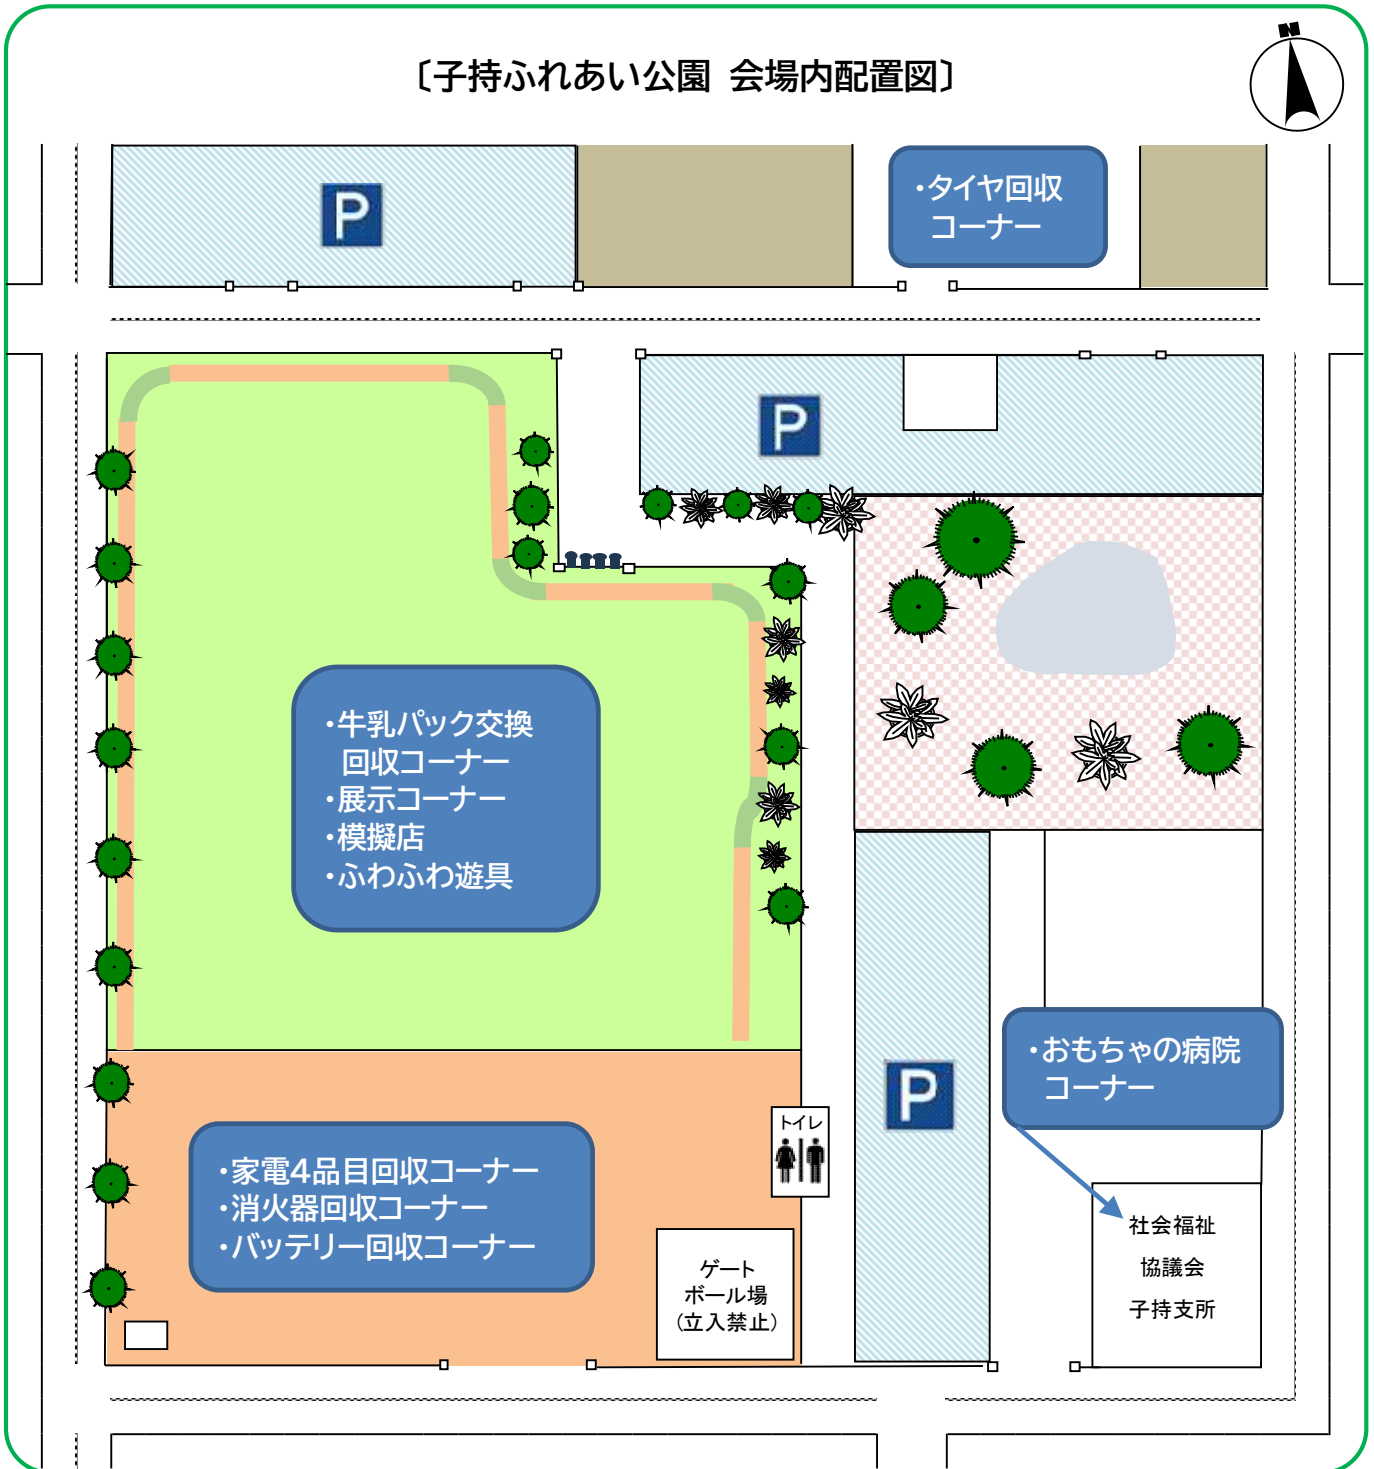 〔子持ふれあい公園 会場内配置図〕
N
・タイヤ回収
コーナー
P
P
・牛乳パック交換
回収コーナー
・展示コーナー
・模擬店
・ふわふわ遊具
・おもちゃの病院
コーナー
P
トイレ
・家電4品目回収コーナー
・消火器回収コーナー
・バッテリー回収コーナー
ゲート
ボール場
(立入禁止)
社会福祉
協議会
子持支所